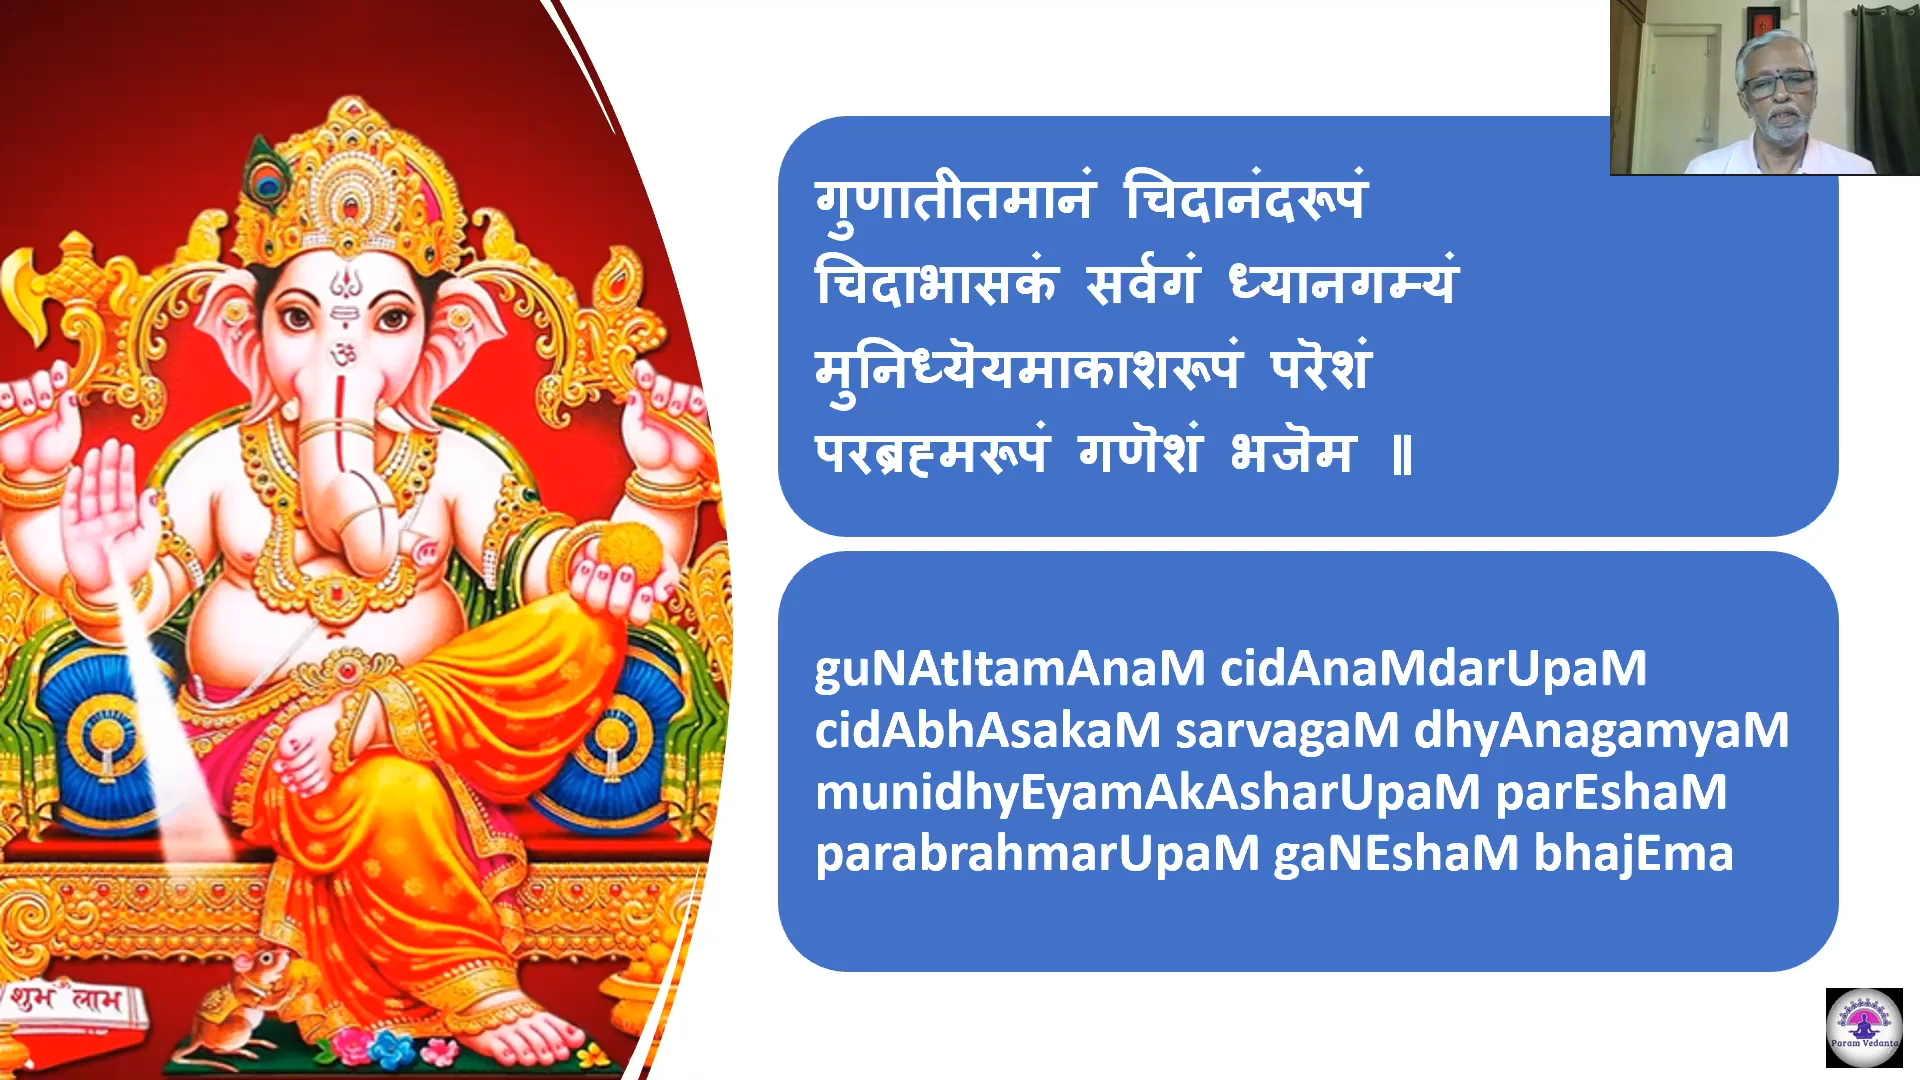 गुणातीतमानं चिदानंदरूपं
चिदाभासकं सर्वगं ध्यानगम्यं
मुनिध्यॆयमाकाशरूपं परॆशं
परब्रह्मरूपं गणॆशं भजॆम ॥
guNAtItamAnaM cidAnaMdarUpaM
cidAbhAsakaM sarvagaM dhyAnagamyaM
munidhyEyamAkAsharUpaM parEshaM
parabrahmarUpaM gaNEshaM bhajEma
ॐ
शुभ लाभ
Param Vedanta